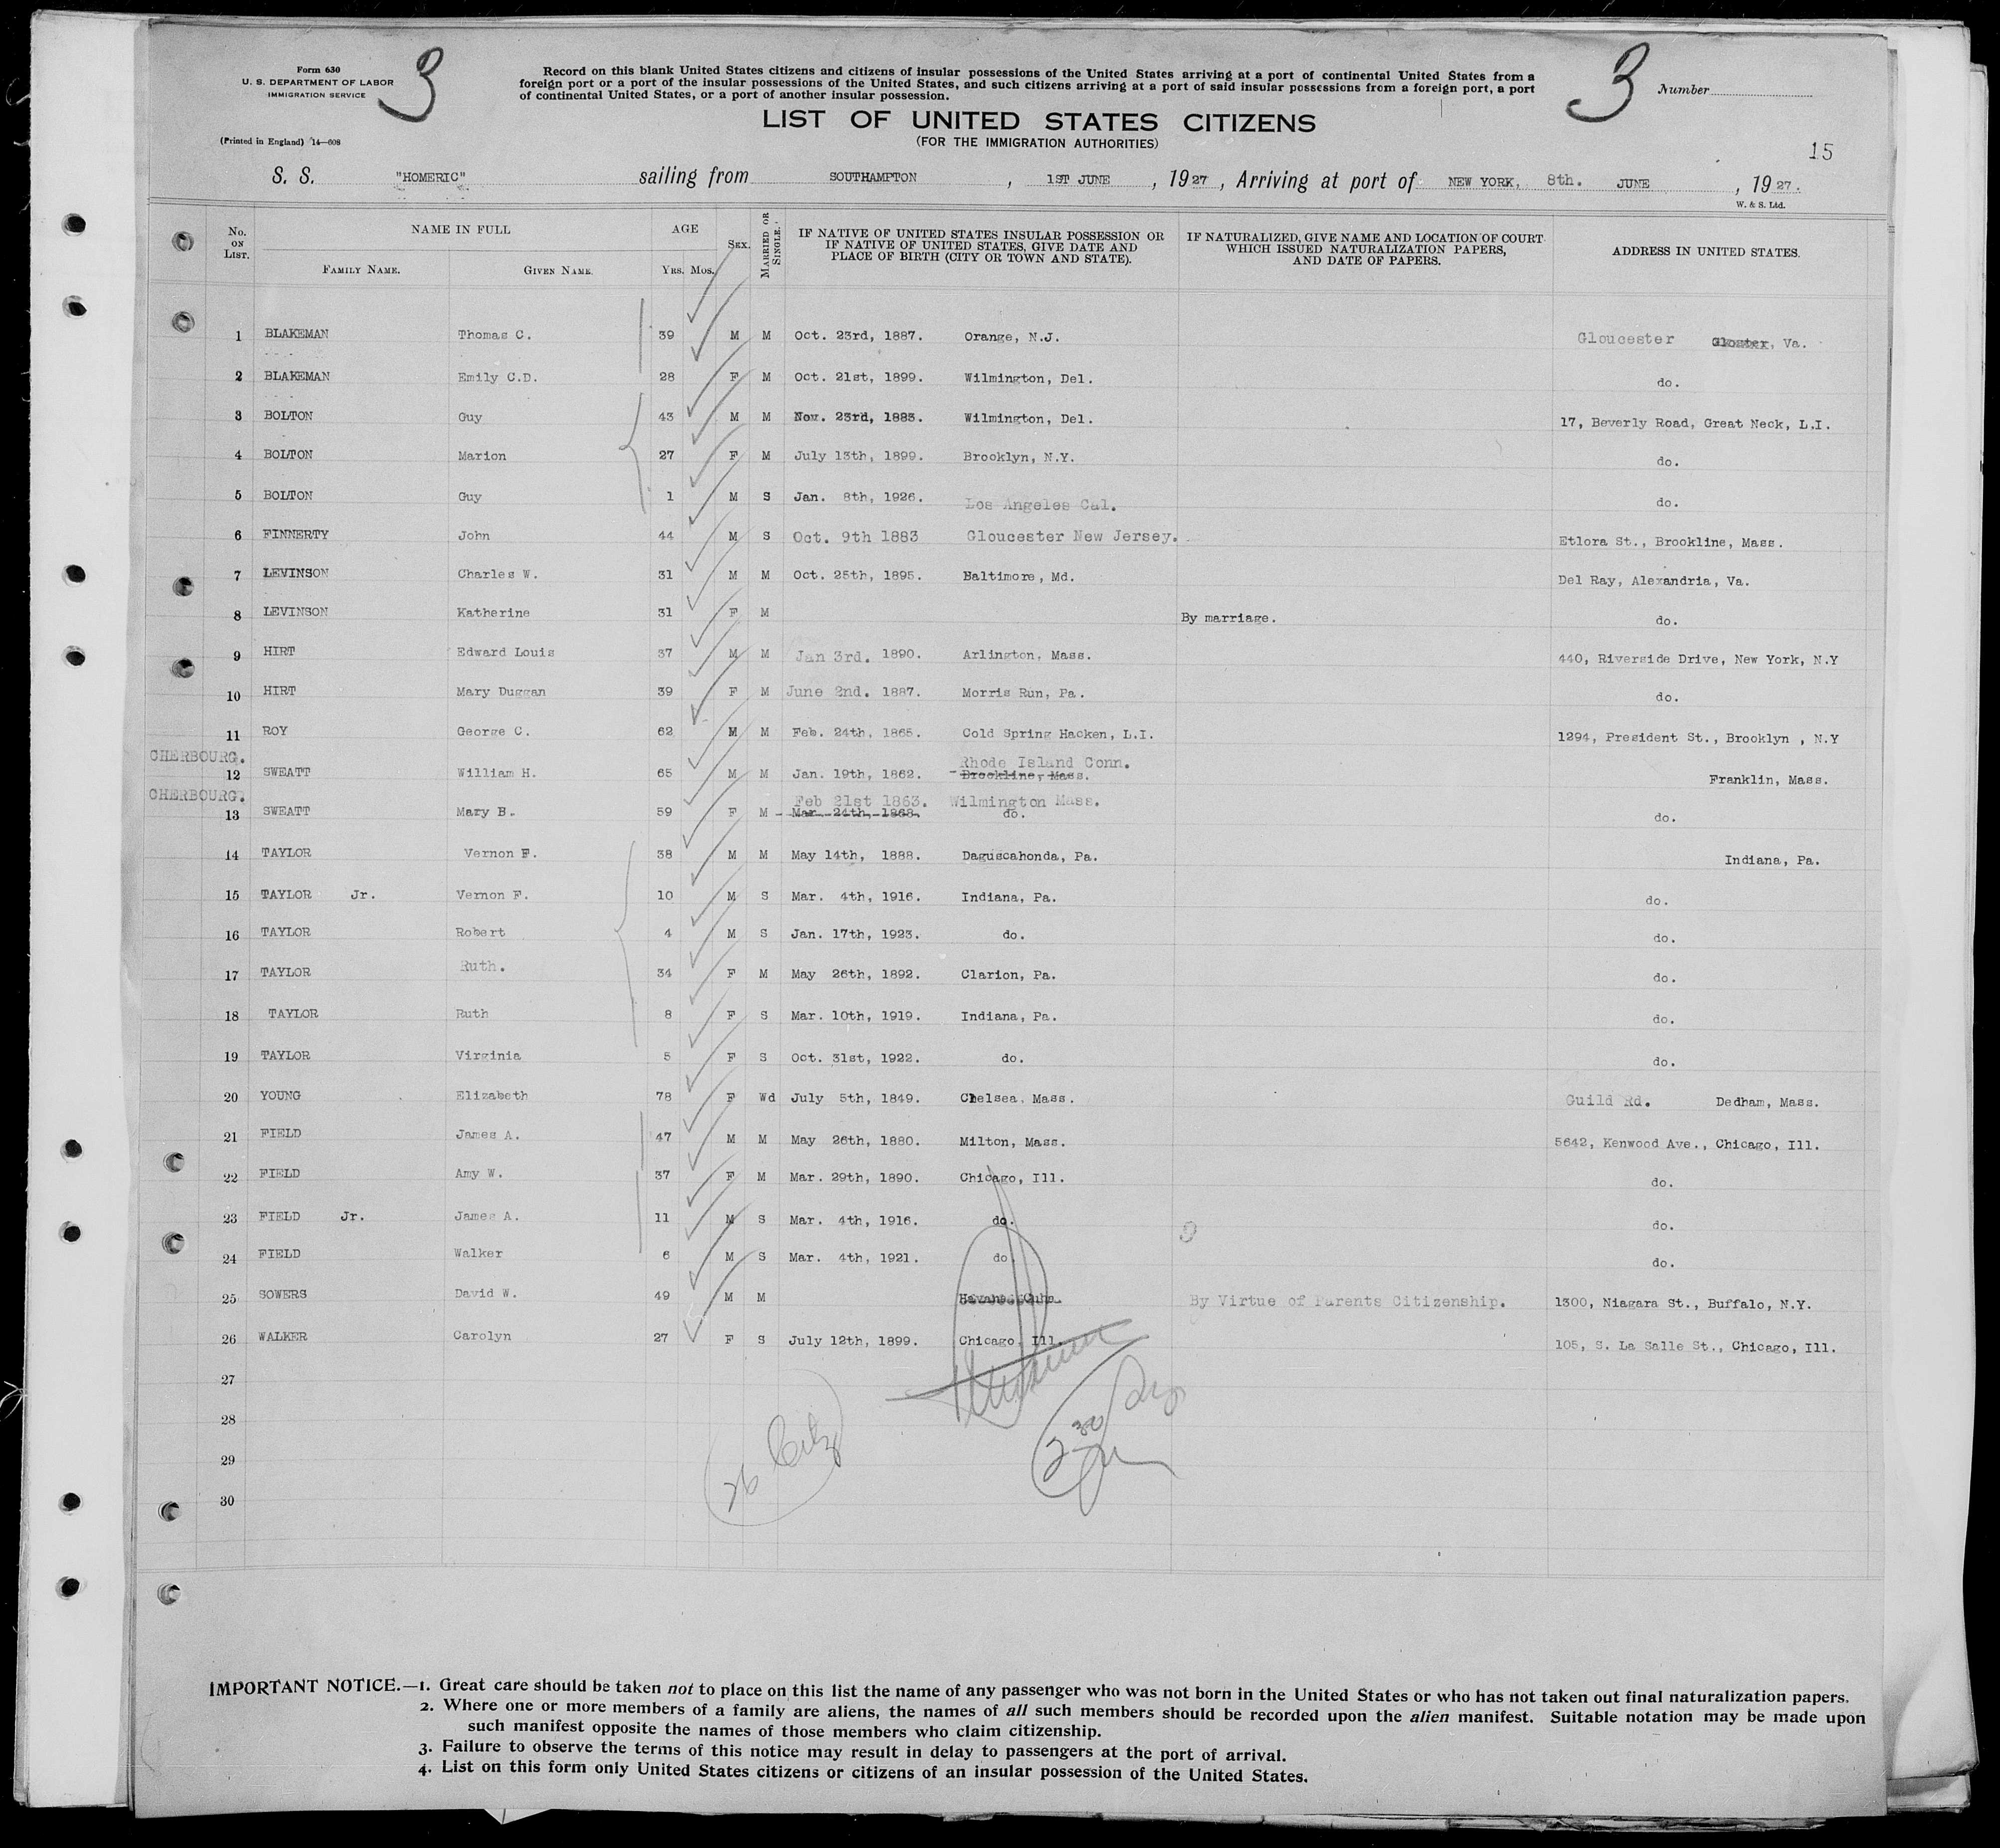 3
3
Form 630
U. S. DEPARTMENT OF LABOR
IMMIGRATION SERVICE
(Printed in England) 14—608
Record on this blank United States citizens and citizens of insular possessions of the United States arriving at a port of continental United States from a
foreign port or a port of the insular possessions of the United States, and such citizens arriving at a port of said insular possessions from a foreign port, a port
of continental United States, or a port of another insular possession.
Number
LIST OF UNITED STATES CITIZENS
(FOR THE IMMIGRATION AUTHORITIES)
15
S. S. "HOMERIC" sailing from SOUTHAMPTON, 1ST JUNE, 1927, Arriving at port of NEW YORK, 8th. JUNE, 1927.
W. & S. Ltd.
No. ON LIST. NAME IN FULL AGE SEX. MARRIED OR SINGLE. IF NATIVE OF UNITED STATES INSULAR POSSESSION OR IF NATIVE OF UNITED STATES, GIVE DATE AND PLACE OF BIRTH (CITY OR TOWN AND STATE). IF NATURALIZED, GIVE NAME AND LOCATION OF COURT WHICH ISSUED NATURALIZATION PAPERS, AND DATE OF PAPERS. ADDRESS IN UNITED STATES.
FAMILY NAME. GIVEN NAME. YRS. MOS.
1 BLAKEMAN Thomas C. 39 M M Oct. 23rd, 1887. Orange, N.J. Gloucester Gloster, Va.
2 BLAKEMAN Emily C.D. 28 F M Oct. 21st, 1899. Wilmington, Del. do.
3 BOLTON Guy 43 M M Nov. 23rd, 1883. Wilmington, Del. 17, Beverly Road, Great Neck, L.I.
4 BOLTON Marion 27 F M July 13th, 1899. Brooklyn, N.Y. do.
5 BOLTON Guy 1 M S Jan. 8th, 1926. Los Angeles Cal. do.
6 FINNERTY John 44 M S Oct. 9th 1883 Gloucester New Jersey. Etlora St., Brookline, Mass.
7 LEVINSON Charles W. 31 M M Oct. 25th, 1895. Baltimore, Md. Del Ray, Alexandria, Va.
8 LEVINSON Katherine 31 F M By marriage. do.
9 HIRT Edward Louis 37 M M Jan 3rd. 1890. Arlington, Mass. 440, Riverside Drive, New York, N.Y
10 HIRT Mary Duggan 39 F M June 2nd. 1887. Morris Run, Pa. do.
11 ROY George C. 62 M M Feb. 24th, 1865. Cold Spring Hacken, L.I. 1294, President St., Brooklyn , N.Y
CHERBOURG. Rhode Island Conn.
12 SWEATT William H. 65 M M Jan. 19th, 1862. Brookline, Mass. Franklin, Mass.
CHERBOURG. Feb 21st 1863. Wilmington Mass.
13 SWEATT Mary B. 59 F M Mar. 24th, 1868. do. do.
14 TAYLOR Vernon F. 38 M M May 14th, 1888. Daguscahonda, Pa. Indiana, Pa.
15 TAYLOR Jr. Vernon F. 10 M S Mar. 4th, 1916. Indiana, Pa. do.
16 TAYLOR Robert 4 M S Jan. 17th, 1923. do. do.
17 TAYLOR Ruth. 34 F M May 26th, 1892. Clarion, Pa. do.
18 TAYLOR Ruth 8 F S Mar. 10th, 1919. Indiana, Pa. do.
19 TAYLOR Virginia 5 F S Oct. 31st, 1922. do. do.
20 YOUNG Elizabeth 78 F Wd July 5th, 1849. Chelsea, Mass. Guild Rd. Dedham, Mass.
21 FIELD James A. 47 M M May 26th, 1880. Milton, Mass. 5642, Kenwood Ave., Chicago, Ill.
22 FIELD Amy W. 37 F M Mar. 29th, 1890. Chicago, Ill. do.
23 FIELD Jr. James A. 11 M S Mar. 4th, 1916. do. do.
24 FIELD Walker 6 M S Mar. 4th, 1921. do. do.
25 SOWERS David W. 49 M M Havana, Cuba. By Virtue of Parents Citizenship. 1300, Niagara St., Buffalo, N.Y.
26 WALKER Carolyn 27 F S July 12th, 1899. Chicago, Ill. 105, S. La Salle St., Chicago, Ill.
27
28
29
30
26
2 30
IMPORTANT NOTICE.—1. Great care should be taken not to place on this list the name of any passenger who was not born in the United States or who has not taken out final naturalization papers.
2. Where one or more members of a family are aliens, the names of all such members should be recorded upon the alien manifest. Suitable notation may be made upon
such manifest opposite the names of those members who claim citizenship.
3. Failure to observe the terms of this notice may result in delay to passengers at the port of arrival.
4. List on this form only United States citizens or citizens of an insular possession of the United States.